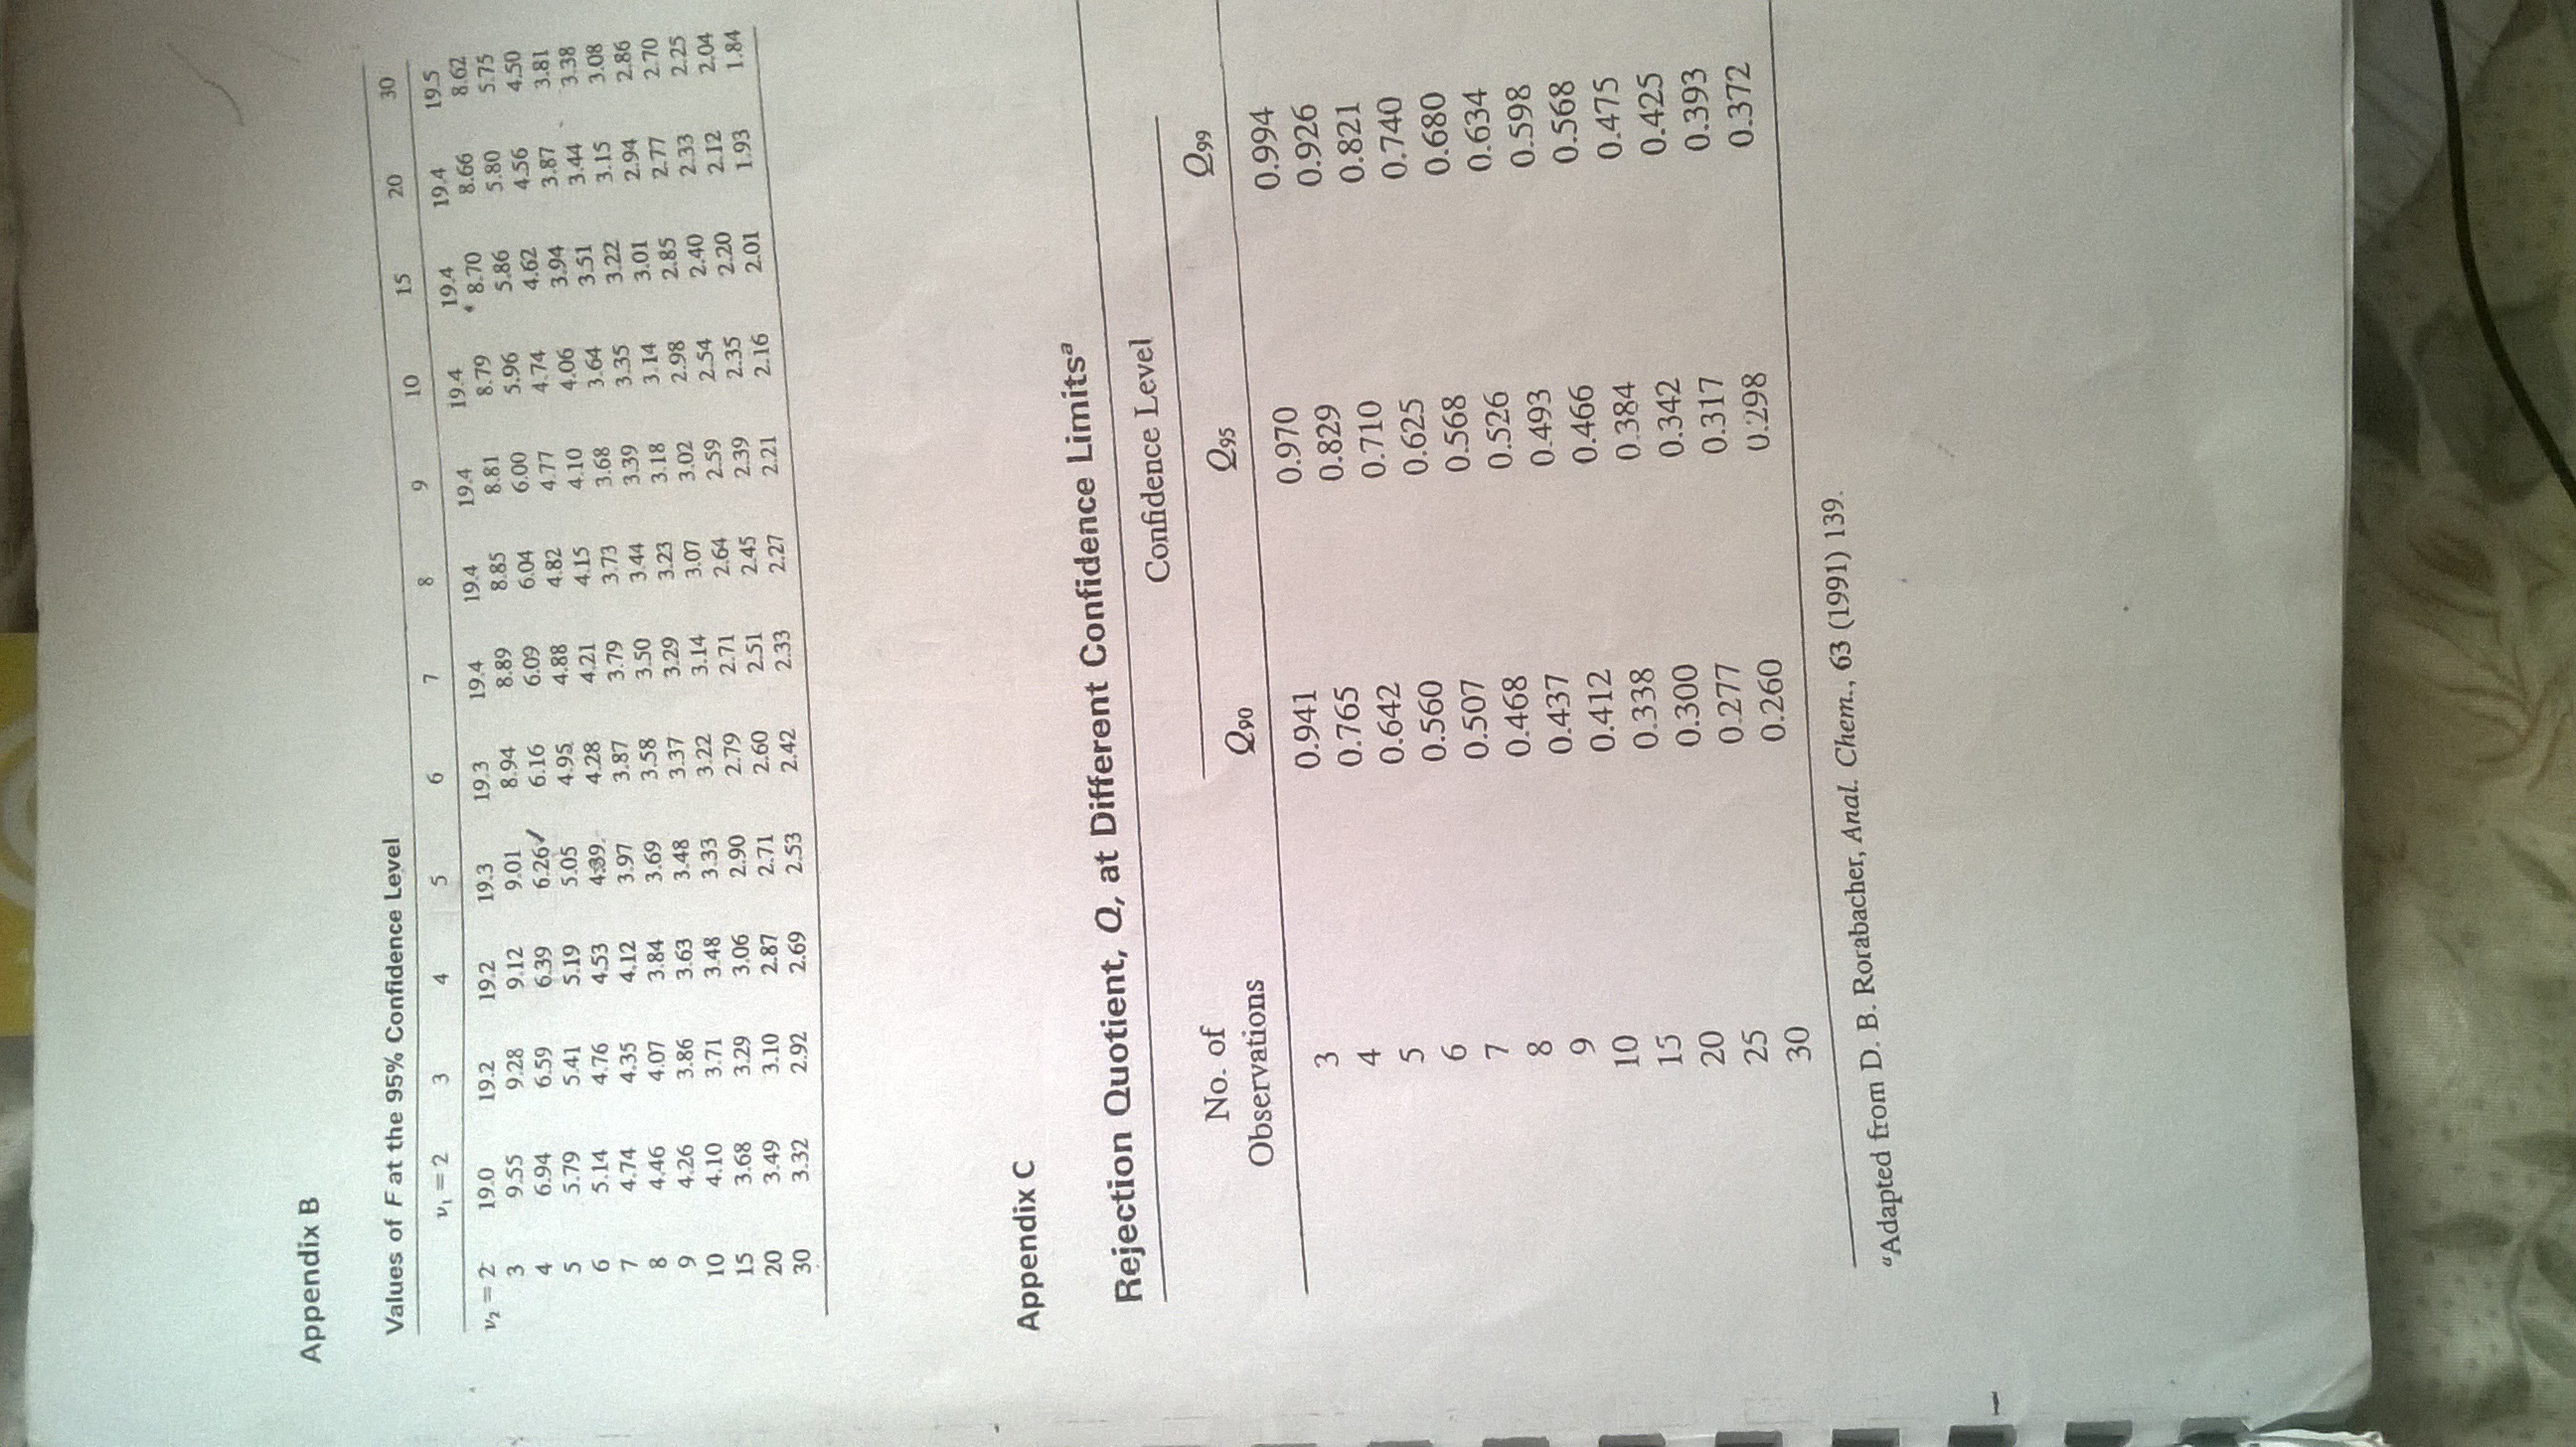 Appendix B
Values of F at the 95% Confidence Level
ν₁ = 2 3 4 5 6 7 8 9 10 15 20 30
ν₂ = 2 19.0 19.2 19.2 19.3 19.3 19.4 19.4 19.4 19.4 19.4 19.4 19.5
3 9.55 9.28 9.12 9.01 8.94 8.89 8.85 8.81 8.79 8.70 8.66 8.62
4 6.94 6.59 6.39 6.26✓ 6.16 6.09 6.04 6.00 5.96 5.86 5.80 5.75
5 5.79 5.41 5.19 5.05 4.95 4.88 4.82 4.77 4.74 4.62 4.56 4.50
6 5.14 4.76 4.53 4.39 4.28 4.21 4.15 4.10 4.06 3.94 3.87 3.81
7 4.74 4.35 4.12 3.97 3.87 3.79 3.73 3.68 3.64 3.51 3.44 3.38
8 4.46 4.07 3.84 3.69 3.58 3.50 3.44 3.39 3.35 3.22 3.15 3.08
9 4.26 3.86 3.63 3.48 3.37 3.29 3.23 3.18 3.14 3.01 2.94 2.86
10 4.10 3.71 3.48 3.33 3.22 3.14 3.07 3.02 2.98 2.85 2.77 2.70
15 3.68 3.29 3.06 2.90 2.79 2.71 2.64 2.59 2.54 2.40 2.33 2.25
20 3.49 3.10 2.87 2.71 2.60 2.51 2.45 2.39 2.35 2.20 2.12 2.04
30 3.32 2.92 2.69 2.53 2.42 2.33 2.27 2.21 2.16 2.01 1.93 1.84
Appendix C
Rejection Quotient, Q, at Different Confidence Limitsᵃ
Confidence Level
No. of
Observations Q90 Q95 Q99
3 0.941 0.970 0.994
4 0.765 0.829 0.926
5 0.642 0.710 0.821
6 0.560 0.625 0.740
7 0.507 0.568 0.680
8 0.468 0.526 0.634
9 0.437 0.493 0.598
10 0.412 0.466 0.568
15 0.338 0.384 0.475
20 0.300 0.342 0.425
25 0.277 0.317 0.393
30 0.260 0.298 0.372
ᵃAdapted from D. B. Rorabacher, Anal. Chem., 63 (1991) 139.